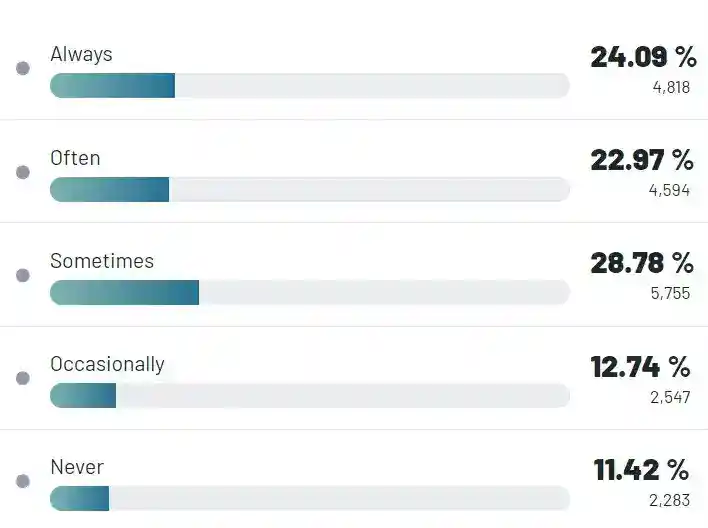 Always
24.09 %
4,818
Often
22.97 %
4,594
Sometimes
28.78 %
5,755
Occasionally
12.74 %
2,547
Never
11.42 %
2,283